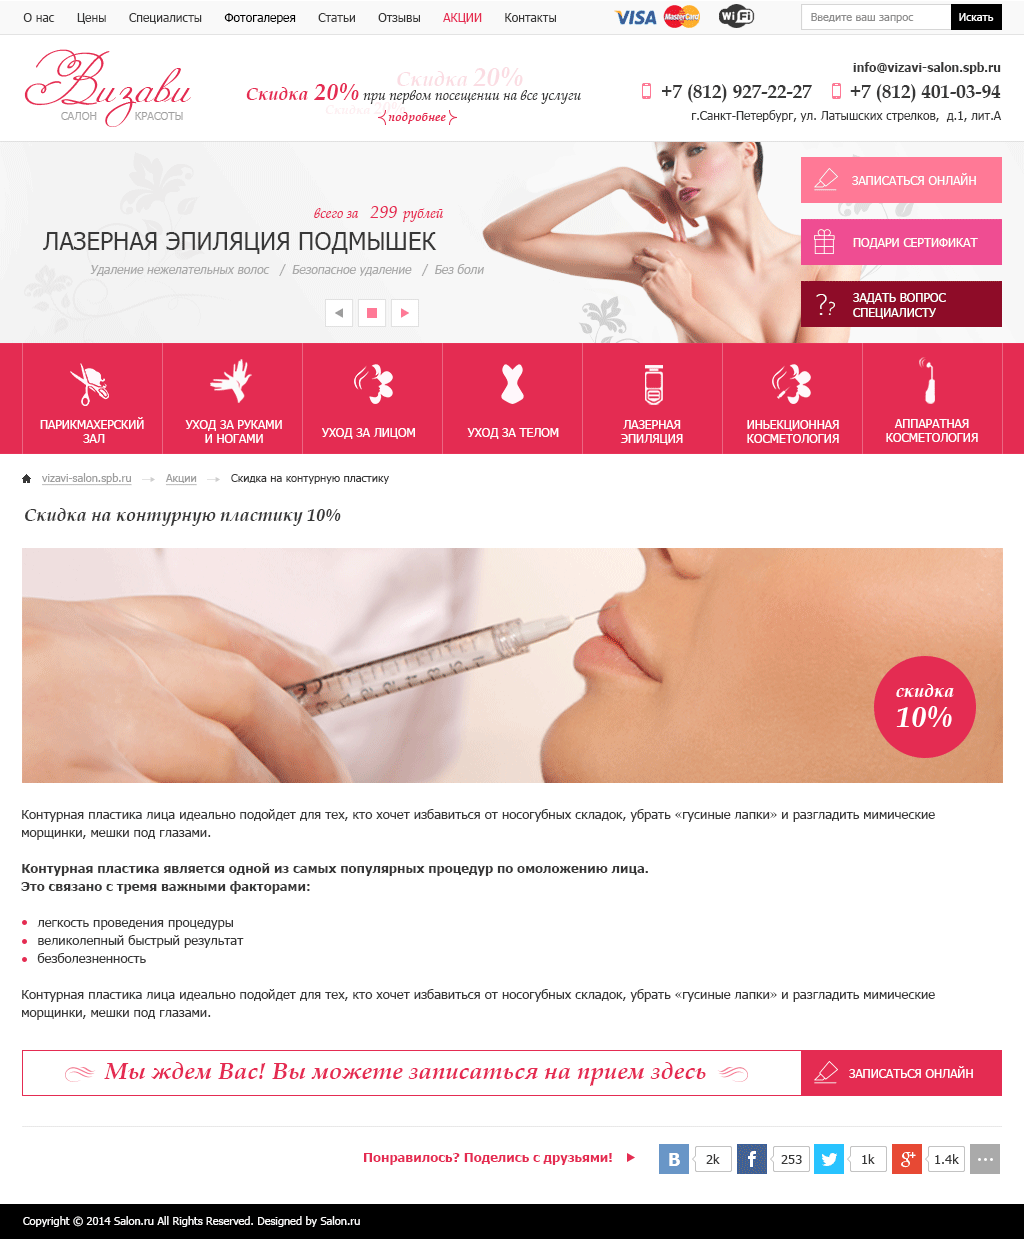 О нас Цены Специалисты Фотогалерея Статьи Отзывы АКЦИИ Контакты VISA MasterCard Wi Fi Введите ваш запрос Искать
Визави
САЛОН КРАСОТЫ
Скидка 20%
Скидка 20% при первом посещении на все услуги
подробнее
info@vizavi-salon.spb.ru
+7 (812) 927-22-27 +7 (812) 401-03-94
г.Санкт-Петербург, ул. Латышских стрелков, д.1, лит.А
всего за 299 рублей
ЛАЗЕРНАЯ ЭПИЛЯЦИЯ ПОДМЫШЕК
Удаление нежелательных волос / Безопасное удаление / Без боли
ЗАПИСАТЬСЯ ОНЛАЙН
ПОДАРИ СЕРТИФИКАТ
ЗАДАТЬ ВОПРОС
СПЕЦИАЛИСТУ
ПАРИКМАХЕРСКИЙ
ЗАЛ
УХОД ЗА РУКАМИ
И НОГАМИ
УХОД ЗА ЛИЦОМ
УХОД ЗА ТЕЛОМ
ЛАЗЕРНАЯ
ЭПИЛЯЦИЯ
ИНЬЕКЦИОННАЯ
КОСМЕТОЛОГИЯ
АППАРАТНАЯ
КОСМЕТОЛОГИЯ
vizavi-salon.spb.ru Акции Скидка на контурную пластику
Скидка на контурную пластику 10%
скидка
10%
Контурная пластика лица идеально подойдет для тех, кто хочет избавиться от носогубных складок, убрать «гусиные лапки» и разгладить мимические
морщинки, мешки под глазами.
Контурная пластика является одной из самых популярных процедур по омоложению лица.
Это связано с тремя важными факторами:
легкость проведения процедуры
великолепный быстрый результат
безболезненность
Контурная пластика лица идеально подойдет для тех, кто хочет избавиться от носогубных складок, убрать «гусиные лапки» и разгладить мимические
морщинки, мешки под глазами.
Мы ждем Вас! Вы можете записаться на прием здесь
ЗАПИСАТЬСЯ ОНЛАЙН
Понравилось? Поделись с друзьями! В 2k f 253 1k g+ 1.4k
Copyright © 2014 Salon.ru All Rights Reserved. Designed by Salon.ru